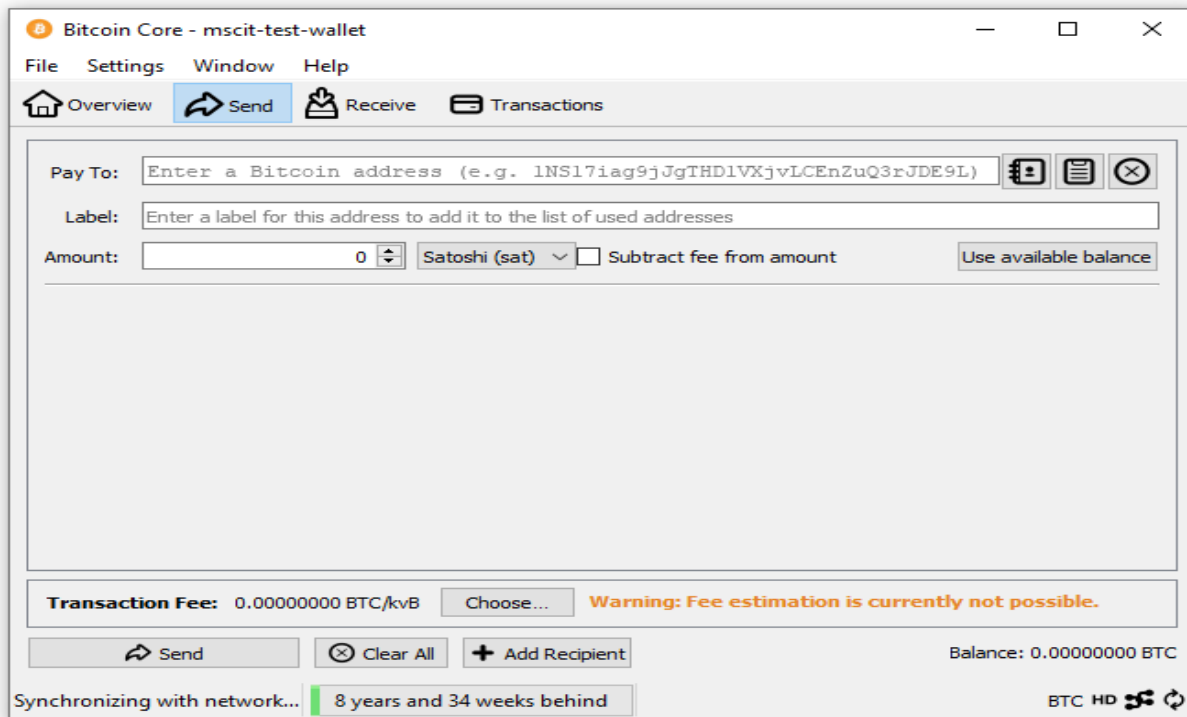 Bitcoin Core - mscit-test-wallet
File Settings Window Help
Overview Send Receive Transactions
Pay To: Enter a Bitcoin address (e.g. 1NS17iag9jJgTHD1VXjvLCEnZuQ3rJDE9L)
Label: Enter a label for this address to add it to the list of used addresses
Amount: 0 Satoshi (sat) Subtract fee from amount Use available balance
Transaction Fee: 0.00000000 BTC/kvB Choose... Warning: Fee estimation is currently not possible.
Send Clear All Add Recipient Balance: 0.00000000 BTC
Synchronizing with network... 8 years and 34 weeks behind BTC HD